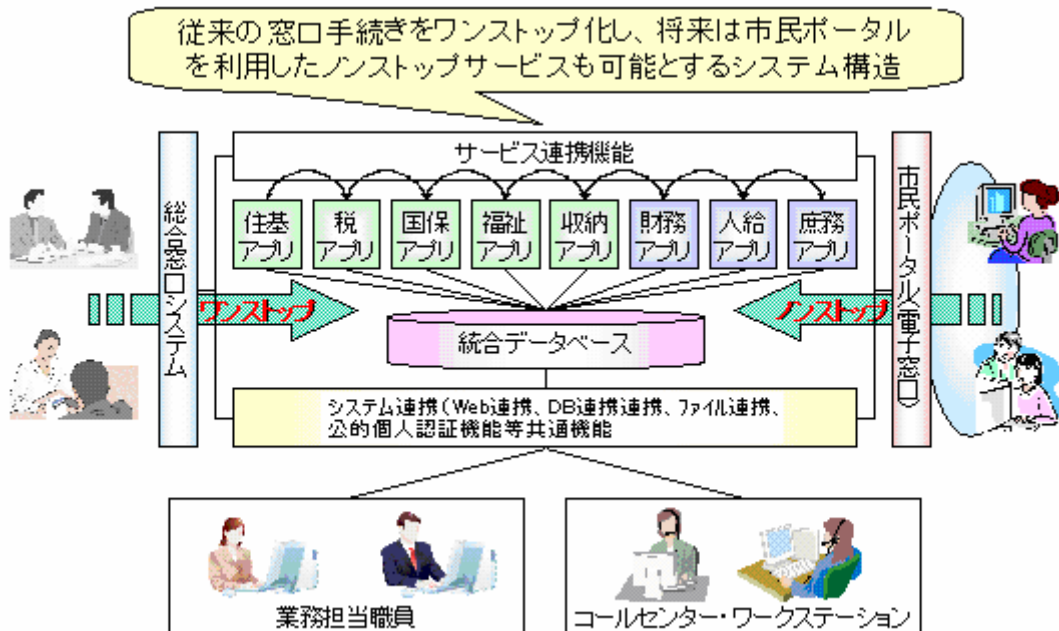 従来の窓口手続きをワンストップ化し、将来は市民ポータル
を利用したノンストップサービスも可能とするシステム構造
サービス連携機能
総合窓口システム
住基
アプリ
税
アプリ
国保
アプリ
福祉
アプリ
収納
アプリ
財務
アプリ
人給
アプリ
庶務
アプリ
市民ポータル(電子窓口)
ワンストップ
ノンストップ
統合データベース
システム連携(Web連携、DB連携連携、ファイル連携、
公的個人認証機能等共通機能
業務担当職員
コールセンター・ワークステーション